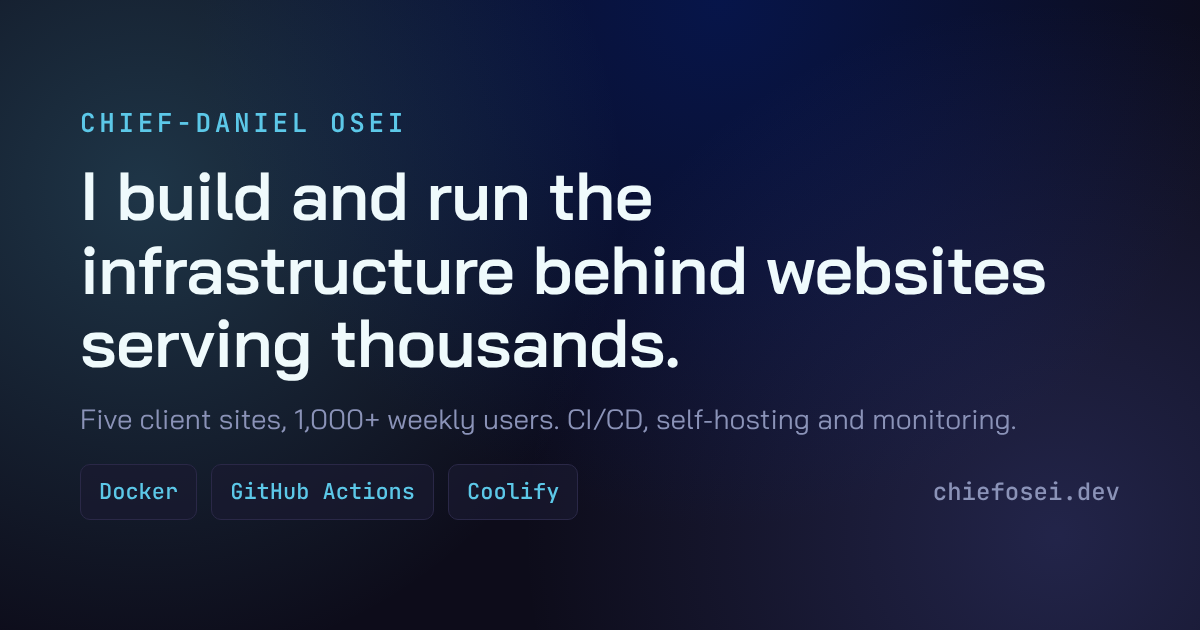 CHIEF-DANIEL OSEI
I build and run the
infrastructure behind websites
serving thousands.
Five client sites, 1,000+ weekly users. CI/CD, self-hosting and monitoring.
Docker
GitHub Actions
Coolify
chiefosei.dev